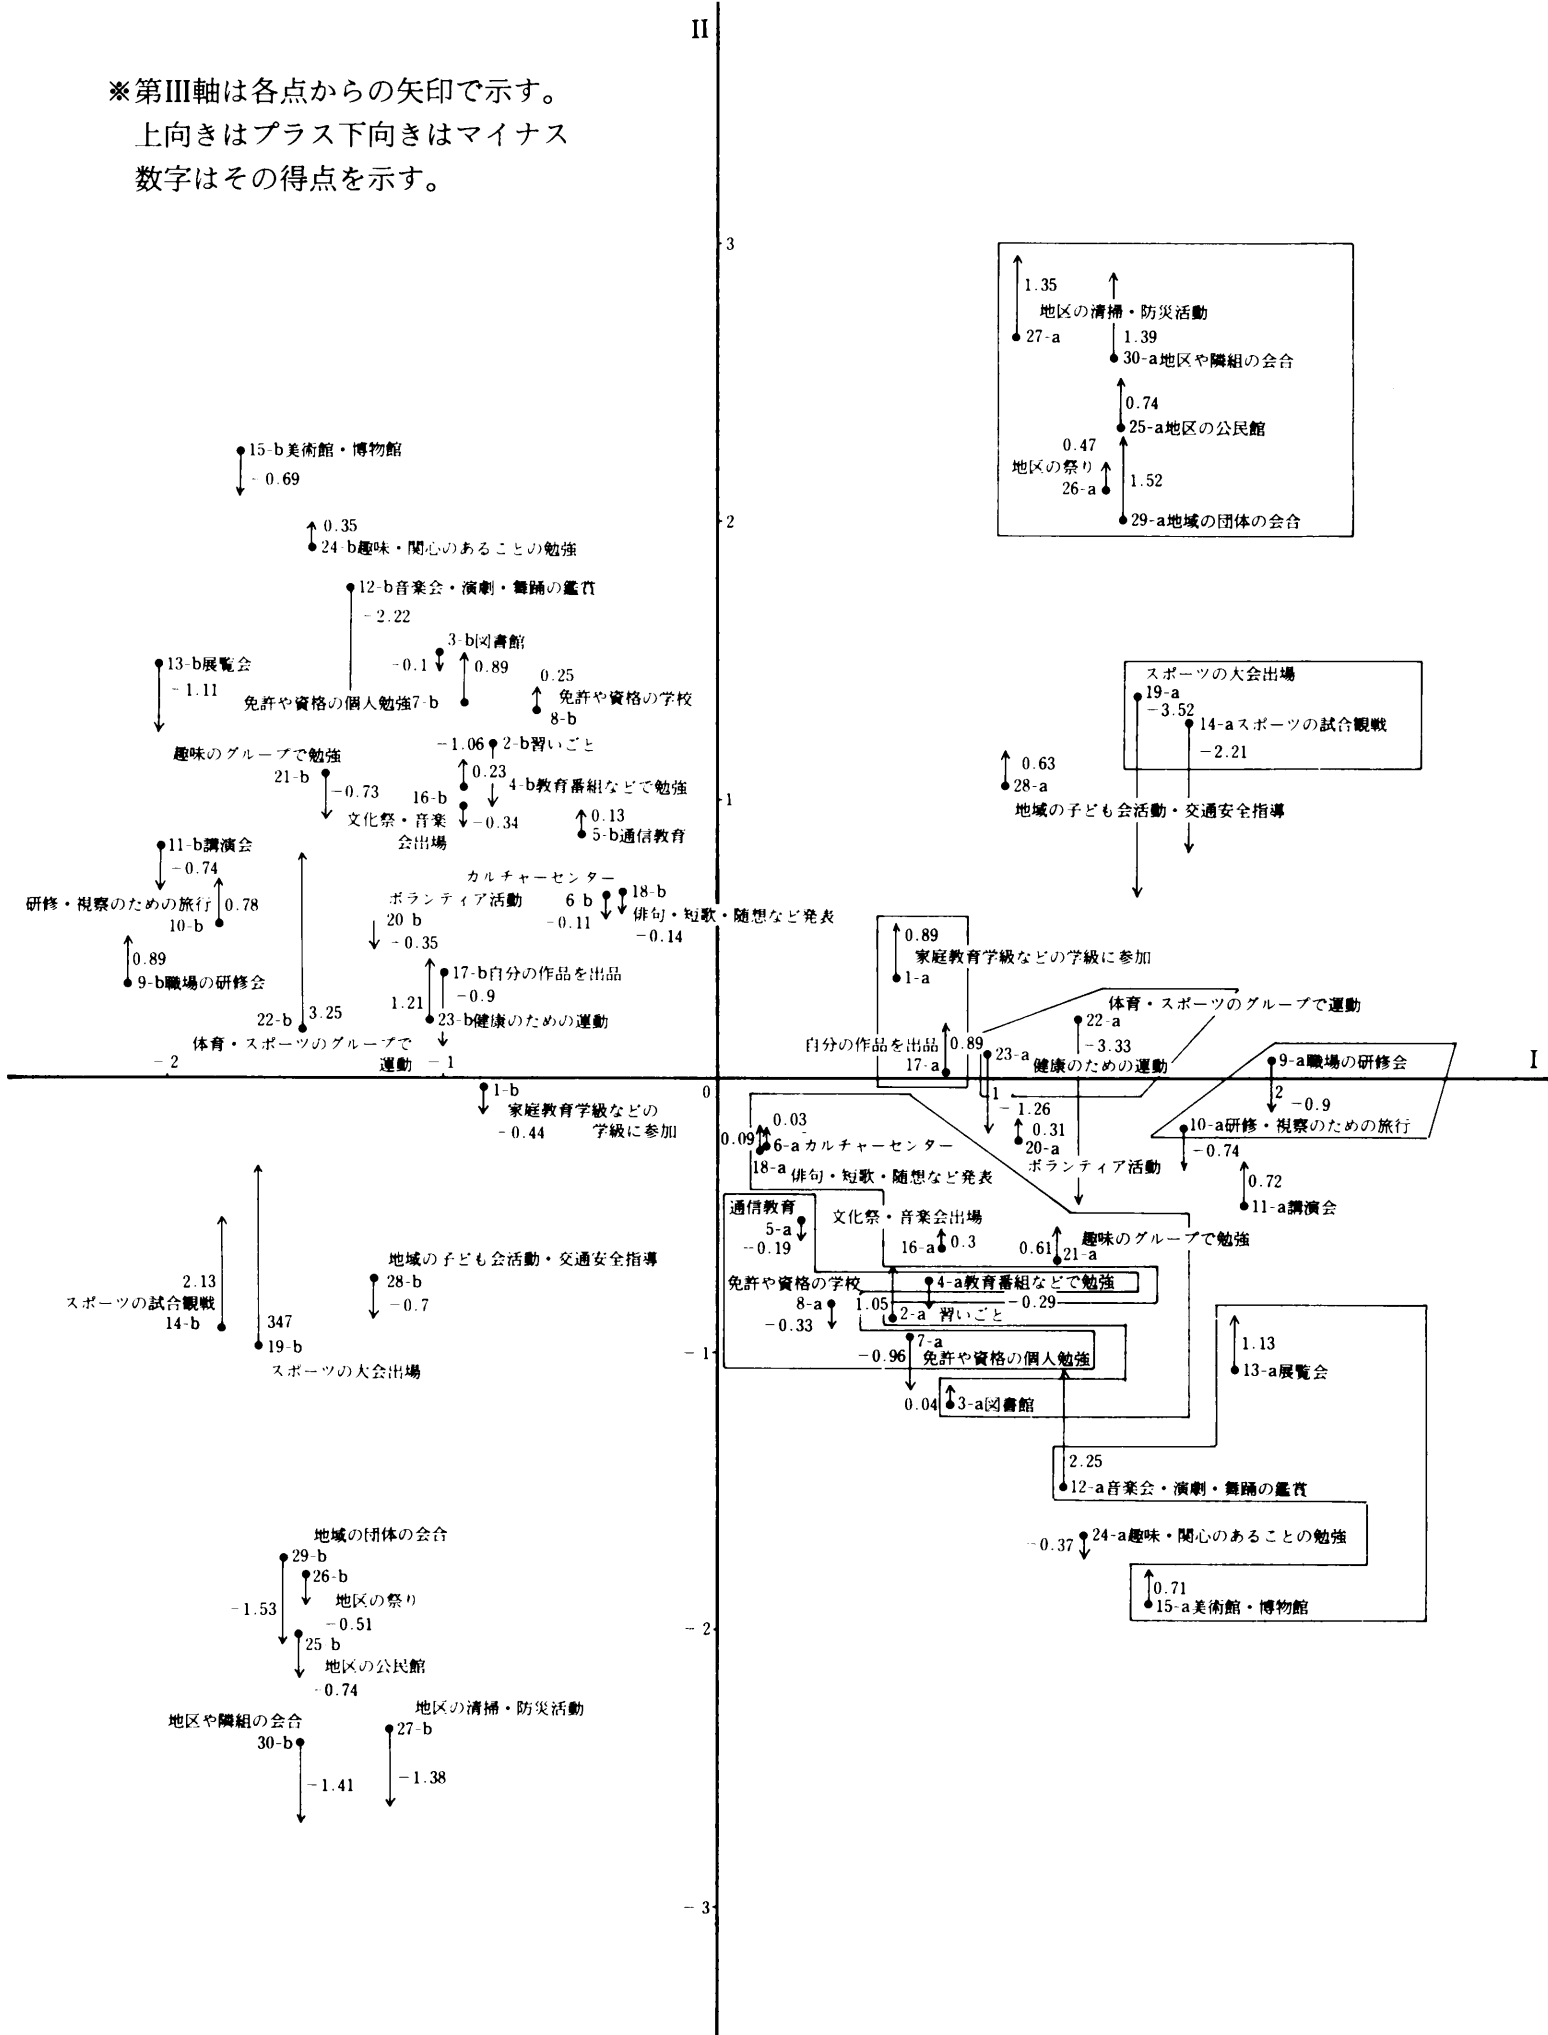 II
※第III軸は各点からの矢印で示す。
上向きはプラス下向きはマイナス
数字はその得点を示す。
3
1.35
地区の清掃・防災活動
27-a
1.39
30-a地区や隣組の会合
0.74
25-a地区の公民館
0.47
地区の祭り
26-a
1.52
29-a地域の団体の会合
15-b美術館・博物館
-0.69
0.35
24-b趣味・関心のあることの勉強
2
12-b音楽会・演劇・舞踊の鑑賞
-2.22
3-b図書館
-0.1
0.89
13-b展覧会
-1.11
免許や資格の個人勉強7-b
0.25
免許や資格の学校
8-b
スポーツの大会出場
19-a
-3.52
14-aスポーツの試合観戦
-2.21
-1.06
2-b習いごと
趣味のグループで勉強
21-b
-0.73
0.23
4-b教育番組などで勉強
16-b
文化祭・音楽
会出場
-0.34
0.13
5-b通信教育
1
0.63
28-a
地域の子ども会活動・交通安全指導
11-b講演会
-0.74
研修・視察のための旅行
10-b
0.78
カルチャーセンター
6 b
-0.11
18-b
俳句・短歌・随想など発表
-0.14
ボランティア活動
20 b
-0.35
0.89
9-b職場の研修会
17-b自分の作品を出品
-0.9
1.21
23-b健康のための運動
3.25
22-b
体育・スポーツのグループで
運動
0.89
家庭教育学級などの学級に参加
1-a
体育・スポーツのグループで運動
22-a
-3.33
自分の作品を出品
17-a
0.89
23-a
健康のための運動
-1.26
9-a職場の研修会
-0.9
I
-2
-1
0
1
2
1-b
家庭教育学級などの
学級に参加
-0.44
0.03
0.09
6-aカルチャーセンター
18-a
俳句・短歌・随想など発表
0.31
20-a
ボランティア活動
10-a研修・視察のための旅行
-0.74
0.72
11-a講演会
通信教育
5-a
-0.19
文化祭・音楽会出場
16-a
0.3
0.61
趣味のグループで勉強
21-a
地域の子ども会活動・交通安全指導
28-b
-0.7
2.13
スポーツの試合観戦
14-b
347
19-b
スポーツの大会出場
免許や資格の学校
8-a
-0.33
4-a教育番組などで勉強
-0.29
1.05
2-a 習いごと
-1
7-a
-0.96
免許や資格の個人勉強
0.04
3-a図書館
1.13
13-a展覧会
2.25
12-a音楽会・演劇・舞踊の鑑賞
24-a趣味・関心のあることの勉強
-0.37
0.71
15-a美術館・博物館
地域の団体の会合
29-b
26-b
地区の祭り
-1.53
-0.51
25 b
地区の公民館
-0.74
-2
地区や隣組の会合
30-b
-1.41
地区の清掃・防災活動
27-b
-1.38
-3